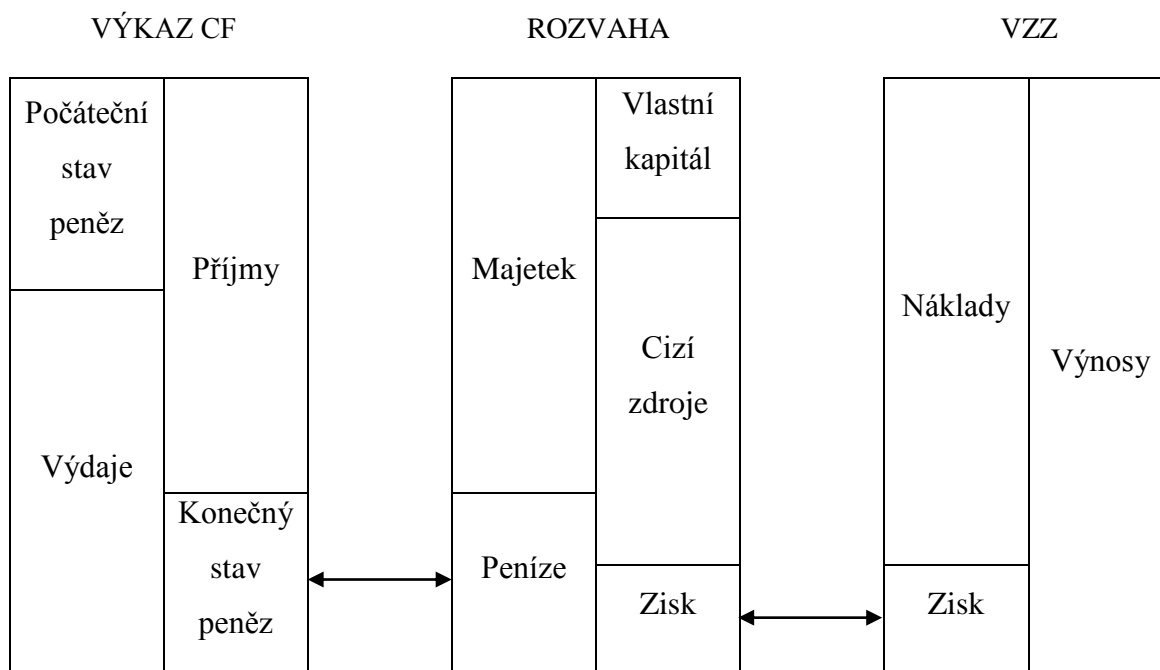 VÝKAZ CF
ROZVAHA
VZZ
Počáteční
stav
peněz
Výdaje
Příjmy
Konečný
stav
peněz
Majetek
Peníze
Vlastní
kapitál
Cizí
zdroje
Zisk
Náklady
Zisk
Výnosy